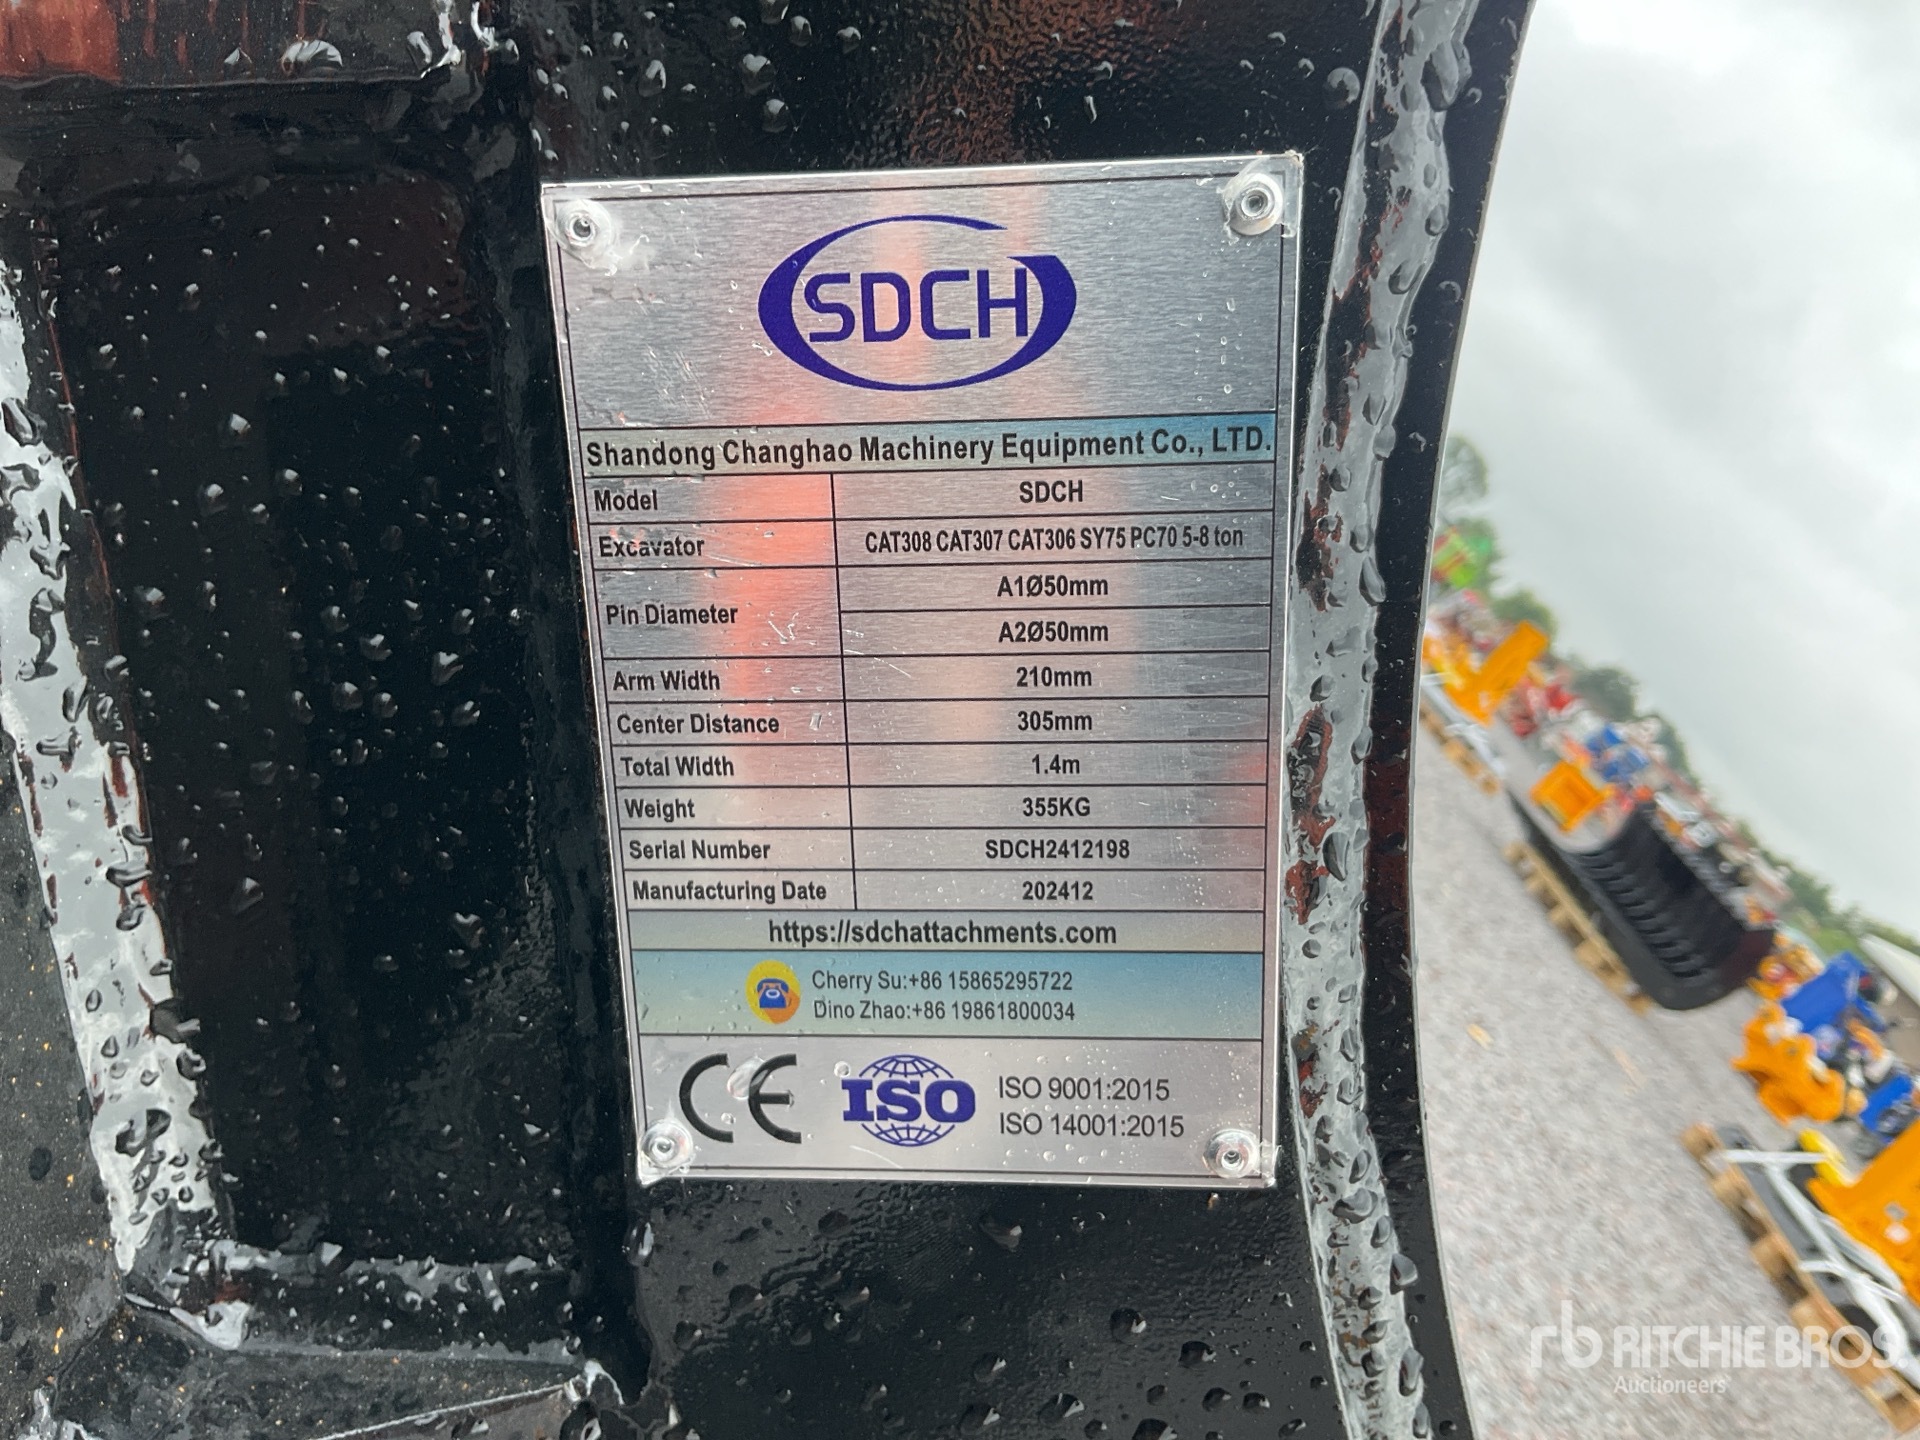 SDCH
Shandong Changhao Machinery Equipment Co., LTD.
Model SDCH
Excavator CAT308 CAT307 CAT306 SY75 PC70 5-8 ton
Pin Diameter A1Ø50mm
A2Ø50mm
Arm Width 210mm
Center Distance 305mm
Total Width 1.4m
Weight 355KG
Serial Number SDCH2412198
Manufacturing Date 202412
https://sdchattachments.com
Cherry Su:+86 15865295722
Dino Zhao:+86 19861800034
CE ISO ISO 9001:2015
ISO 14001:2015
rb RITCHIE BROS.
Auctioneers